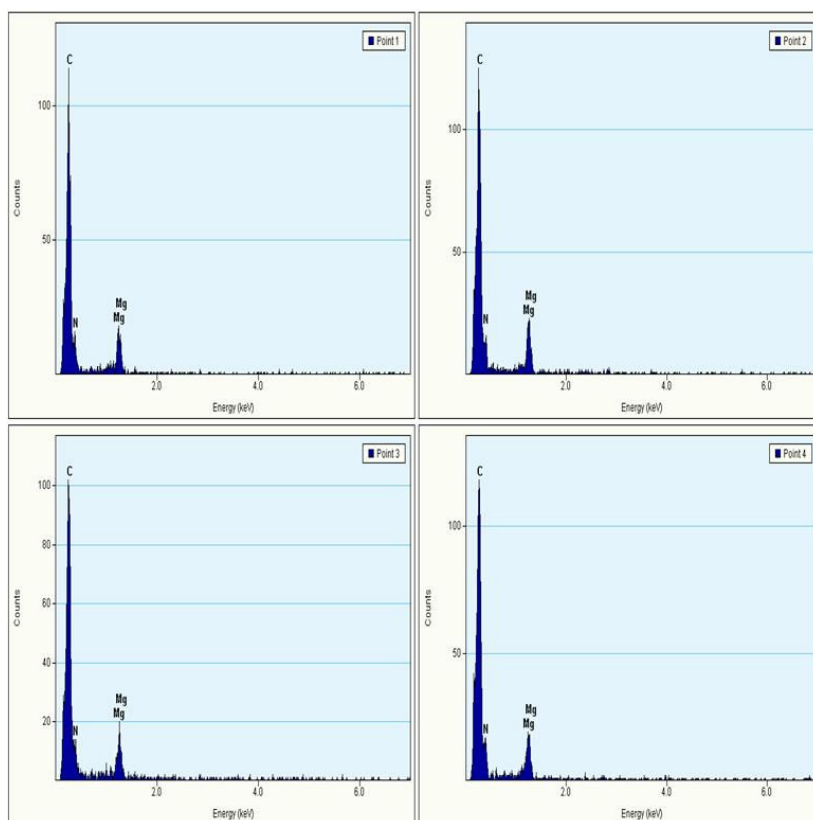 Point 1
C
100
Counts
50
Mg
Mg
N
2.0
4.0
6.0
Energy (keV)
Point 2
C
100
Counts
50
Mg
Mg
N
2.0
4.0
6.0
Energy (keV)
Point 3
C
100
80
Counts
60
40
Mg
Mg
20
N
2.0
4.0
6.0
Energy (keV)
Point 4
C
100
Counts
50
Mg
Mg
N
2.0
4.0
6.0
Energy (keV)